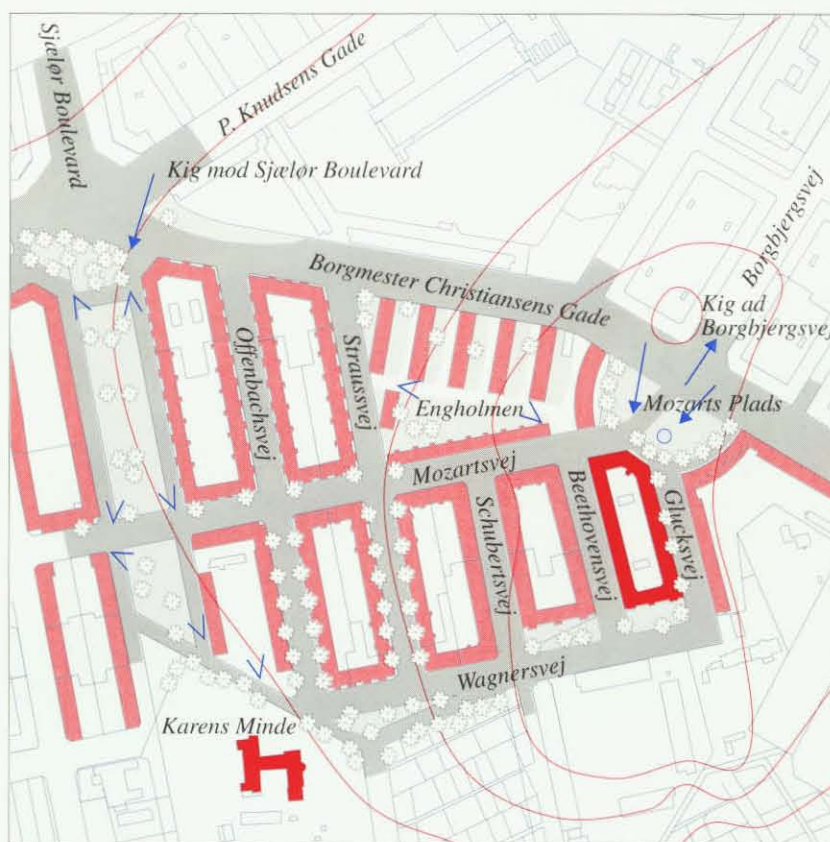 Sjælør Boulevard
P. Knudsens Gade
Kig mod Sjælør Boulevard
Borgbjergsvej
Borgmester Christiansens Gade
Kig ad
Borgbjergsvej
Offenbachsvej
Straussvej
Engholmen
Mozarts Plads
Mozartsvej
Schubertsvej
Beethovensvej
Glucksvej
Wagnersvej
Karens Minde